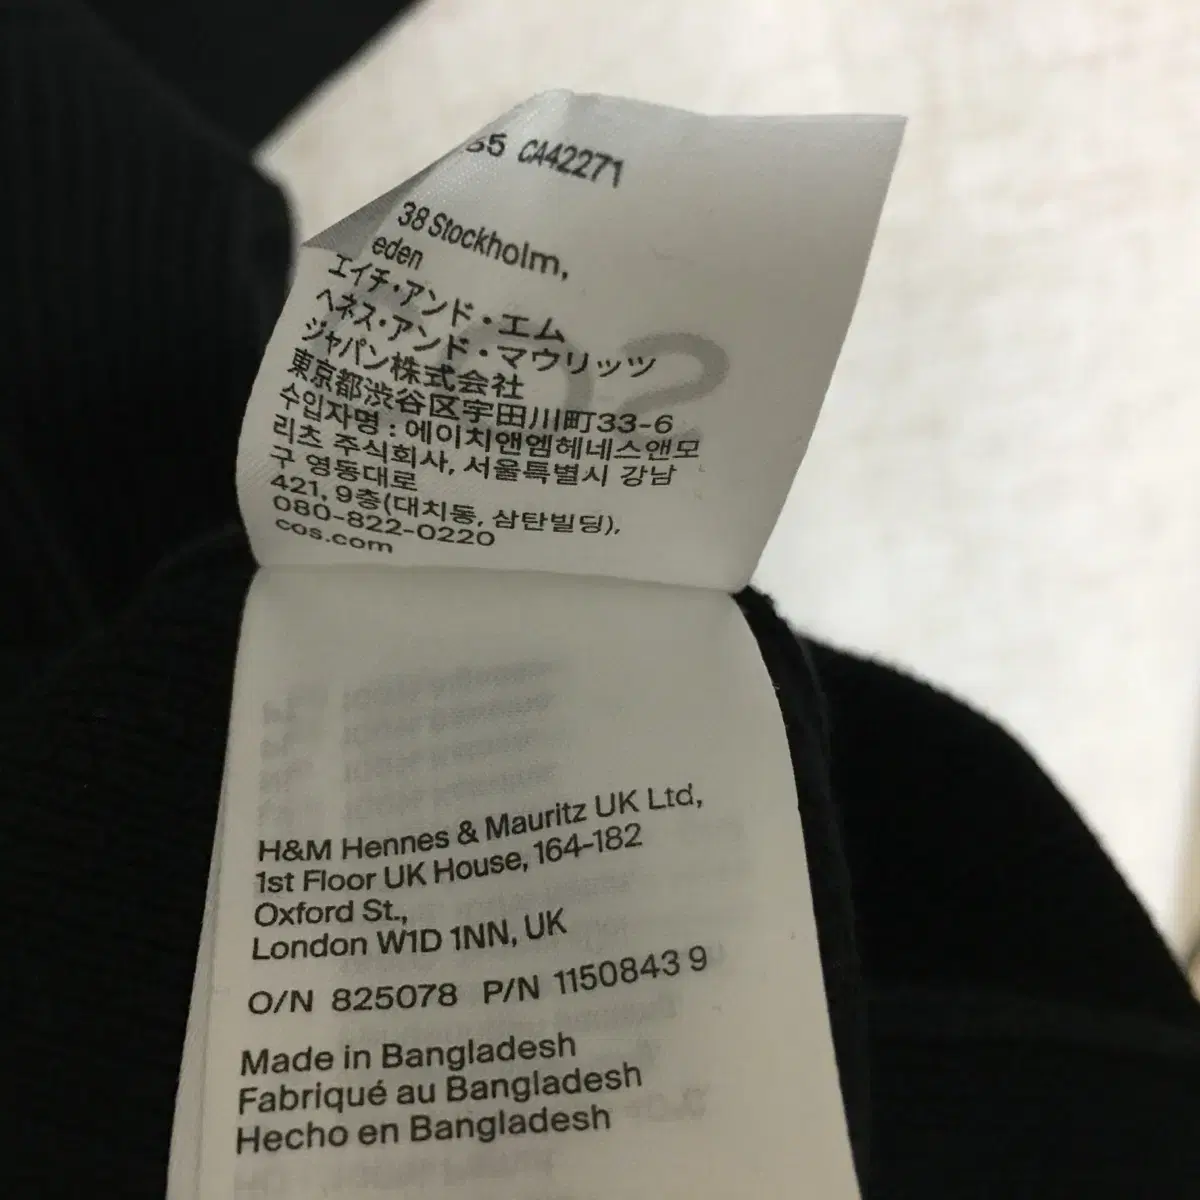 CA42271
38 Stockholm,
eden
エイチ・アンド・エム
ヘネス・アンド・マウリッツ
ジャパン株式会社
東京都渋谷区宇田川町33-6
수입자명 : 에이치앤엠헤네스앤모
리츠 주식회사, 서울특별시 강남
구 영동대로
421, 9층(대치동, 삼탄빌딩),
080-822-0220
cos.com
H&M Hennes & Mauritz UK Ltd,
1st Floor UK House, 164-182
Oxford St.,
London W1D 1NN, UK
O/N 825078 P/N 1150843 9
Made in Bangladesh
Fabriqué au Bangladesh
Hecho en Bangladesh